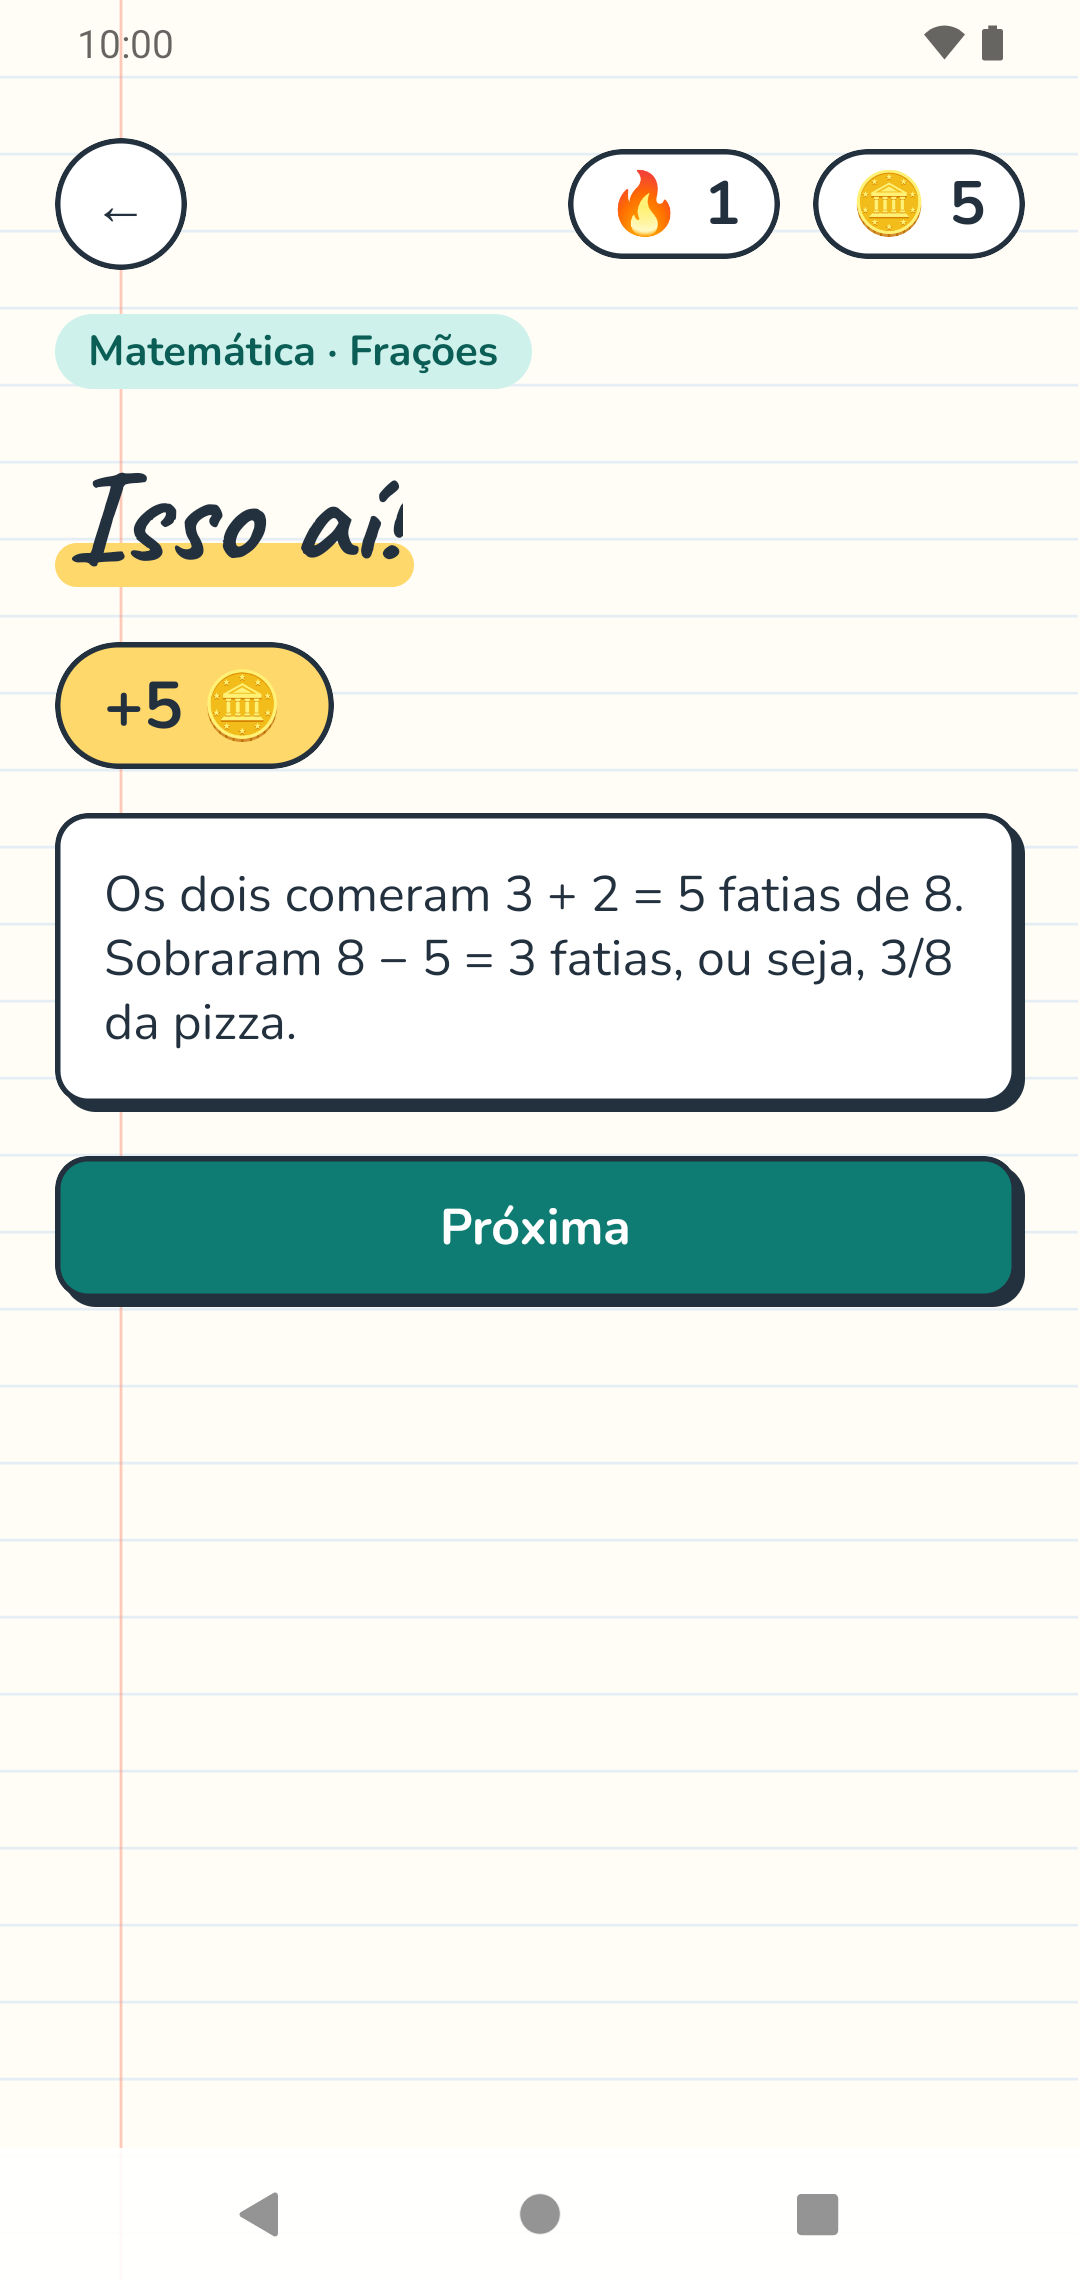 10:00
←
🔥 1
🪙 5
Matemática · Frações
Isso aí!
+5 🪙
Os dois comeram 3 + 2 = 5 fatias de 8.
Sobraram 8 − 5 = 3 fatias, ou seja, 3/8
da pizza.
Próxima